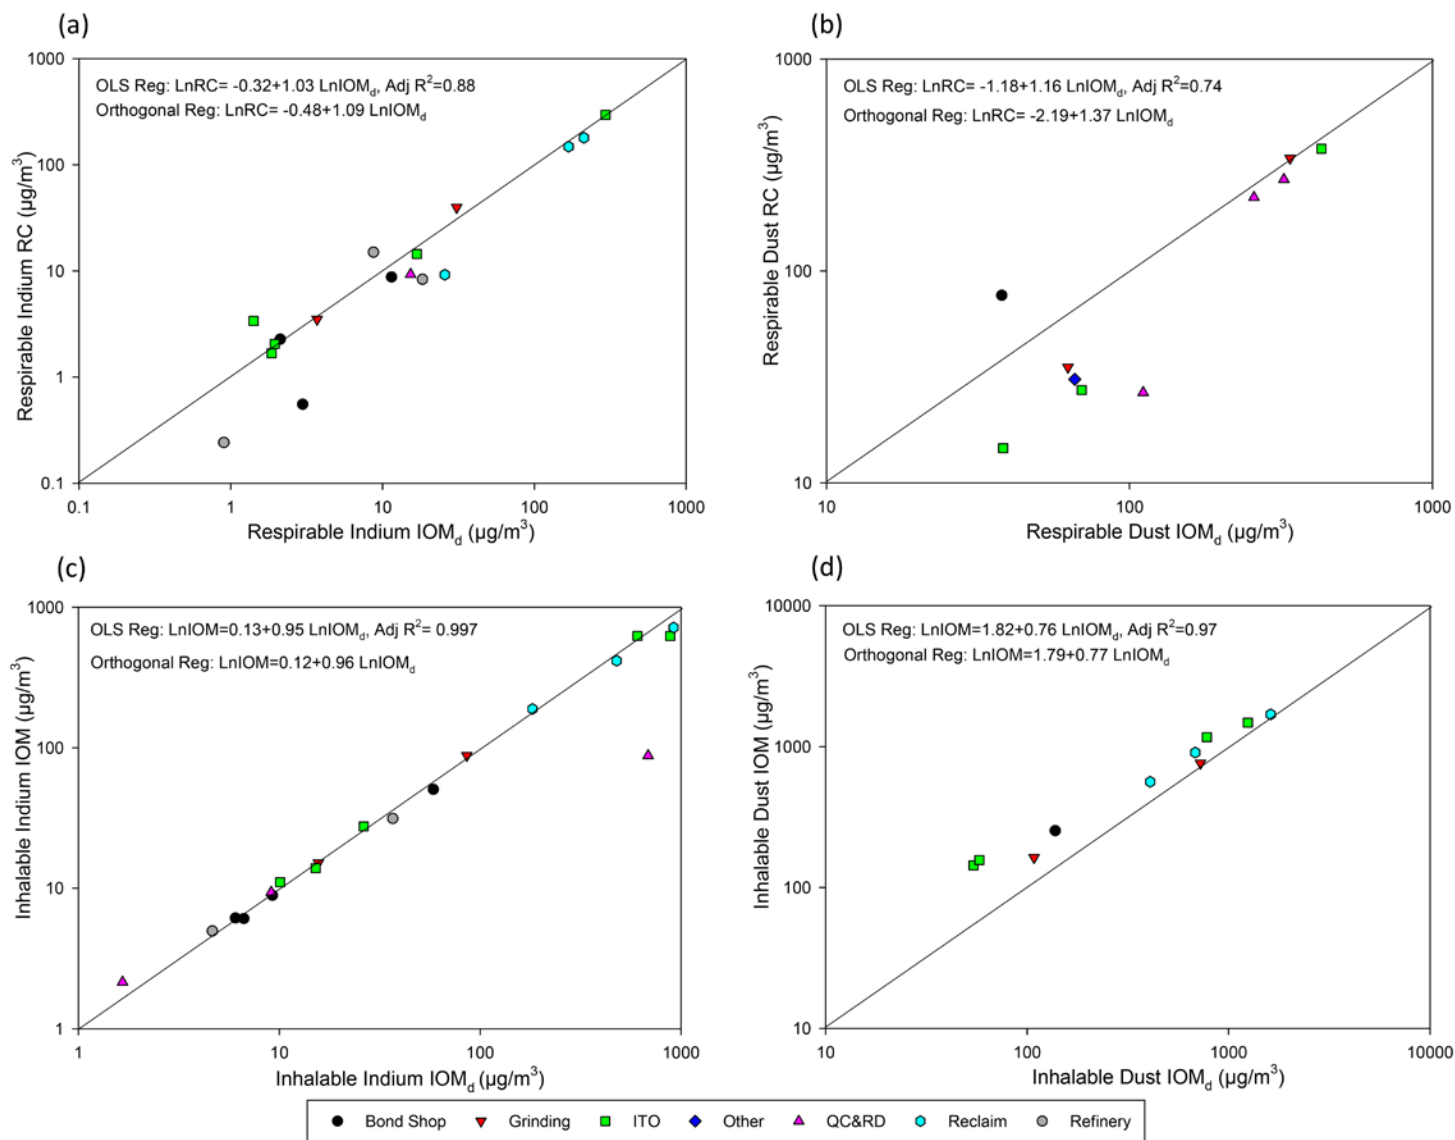 (a)
OLS Reg: LnRC= -0.32+1.03 LnIOMd, Adj R²=0.88
Orthogonal Reg: LnRC= -0.48+1.09 LnIOMd
1000
100
10
1
0.1
Respirable Indium RC (µg/m³)
0.1 1 10 100 1000
Respirable Indium IOMd (µg/m³)
(b)
OLS Reg: LnRC= -1.18+1.16 LnIOMd, Adj R²=0.74
Orthogonal Reg: LnRC= -2.19+1.37 LnIOMd
1000
100
10
Respirable Dust RC (µg/m³)
10 100 1000
Respirable Dust IOMd (µg/m³)
(c)
OLS Reg: LnIOM=0.13+0.95 LnIOMd, Adj R²= 0.997
Orthogonal Reg: LnIOM=0.12+0.96 LnIOMd
1000
100
10
1
Inhalable Indium IOM (µg/m³)
1 10 100 1000
Inhalable Indium IOMd (µg/m³)
(d)
OLS Reg: LnIOM=1.82+0.76 LnIOMd, Adj R²=0.97
Orthogonal Reg: LnIOM=1.79+0.77 LnIOMd
10000
1000
100
10
Inhalable Dust IOM (µg/m³)
10 100 1000 10000
Inhalable Dust IOMd (µg/m³)
Bond Shop Grinding ITO Other QC&RD Reclaim Refinery